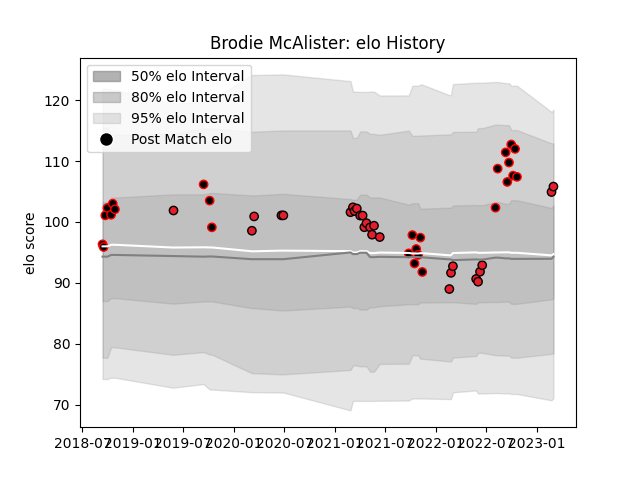 Brodie McAlister: elo History
50% elo Interval
80% elo Interval
95% elo Interval
Post Match elo
elo score
120
110
100
90
80
70
2018-07 2019-01 2019-07 2020-01 2020-07 2021-01 2021-07 2022-01 2022-07 2023-01